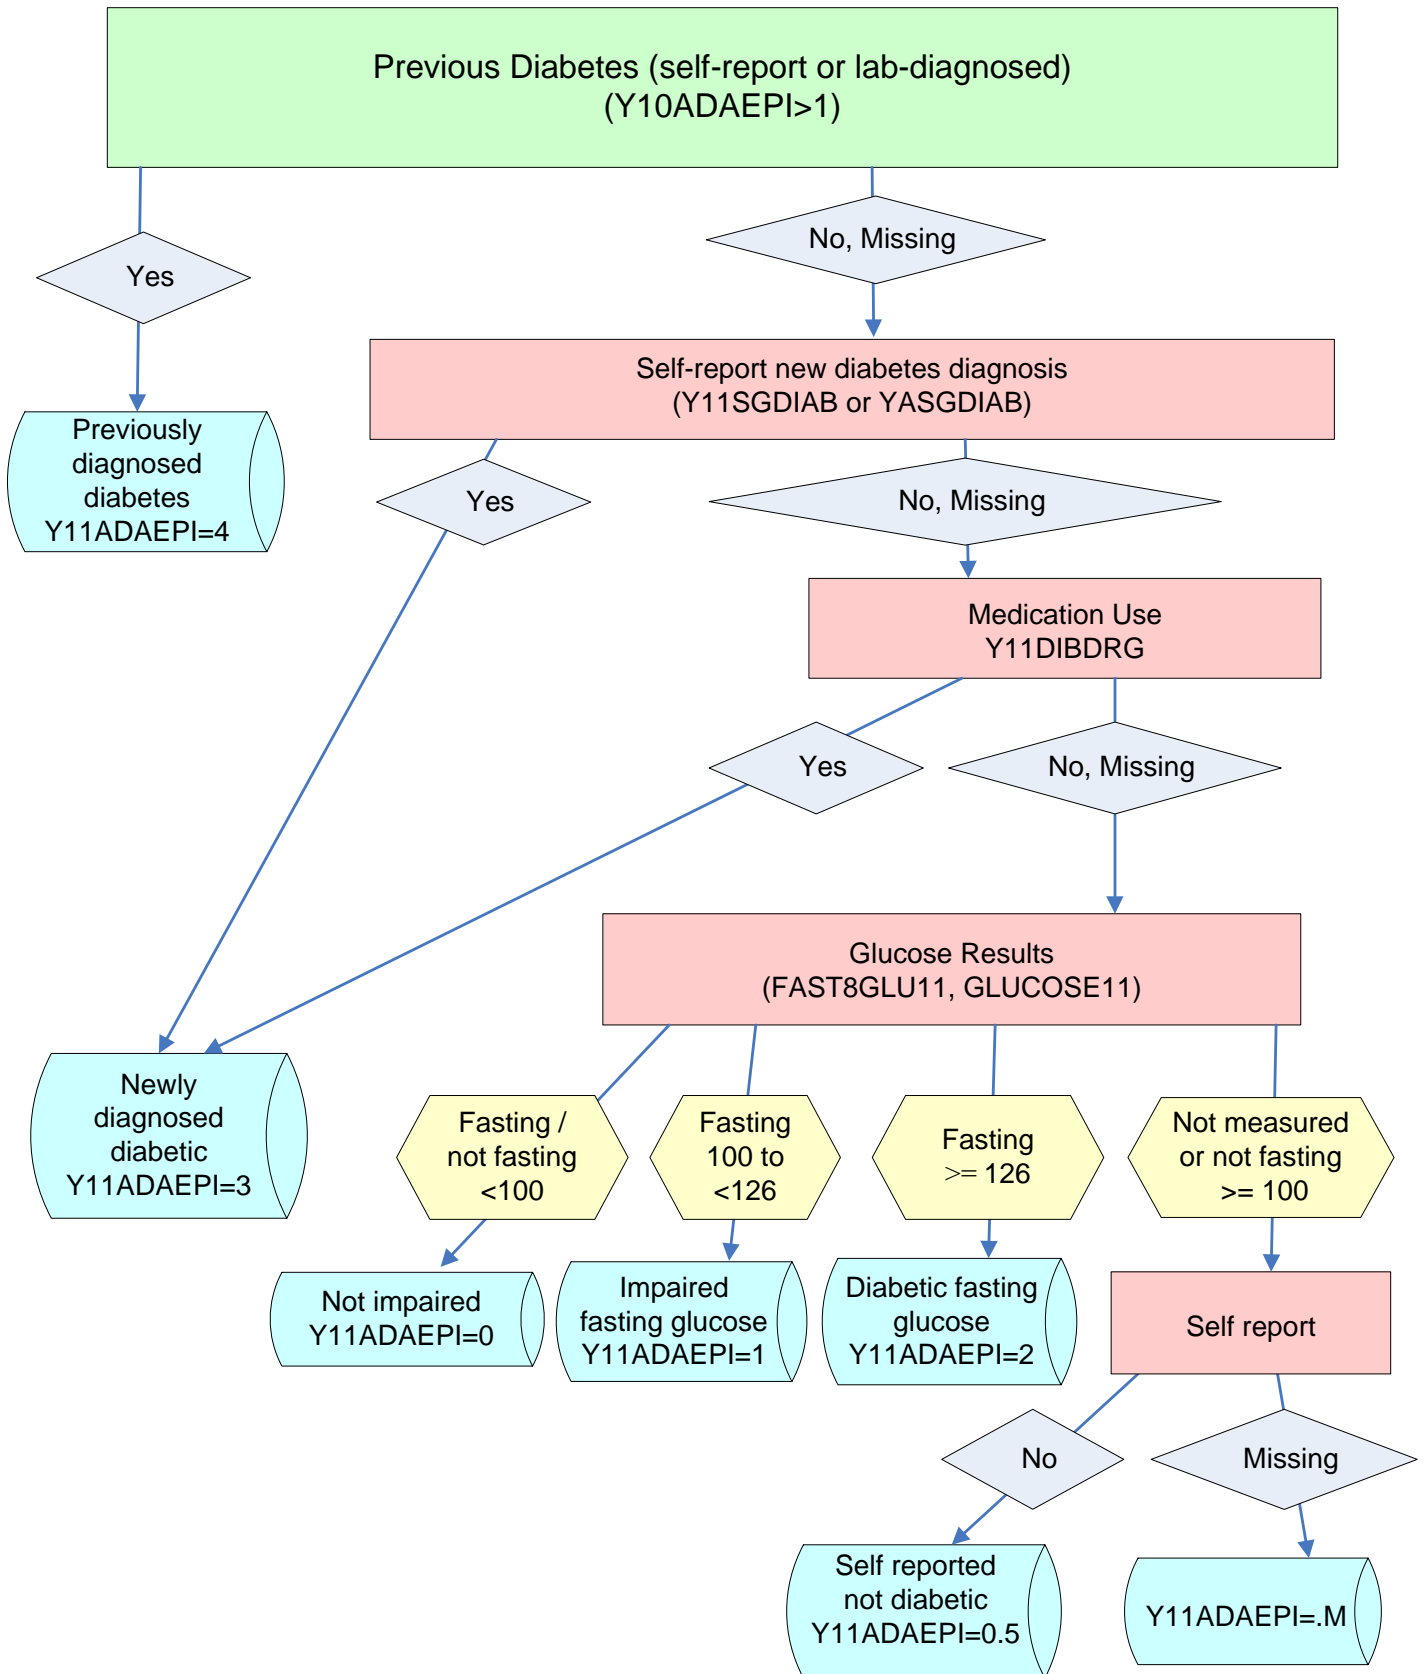 Previous Diabetes (self-report or lab-diagnosed)
(Y10ADAEPI>1)
No, Missing
Yes
Self-report new diabetes diagnosis
(Y11SGDIAB or YASGDIAB)
Previously
diagnosed
diabetes
Y11ADAEPI=4
Yes
No, Missing
Medication Use
Y11DIBDRG
Yes
No, Missing
Glucose Results
(FAST8GLU11, GLUCOSE11)
Newly
diagnosed
diabetic
Y11ADAEPI=3
Fasting /
not fasting
<100
Fasting
100 to
<126
Fasting
>= 126
Not measured
or not fasting
>= 100
Not impaired
Y11ADAEPI=0
Impaired
fasting glucose
Y11ADAEPI=1
Diabetic fasting
glucose
Y11ADAEPI=2
Self report
No
Missing
Self reported
not diabetic
Y11ADAEPI=0.5
Y11ADAEPI=.M